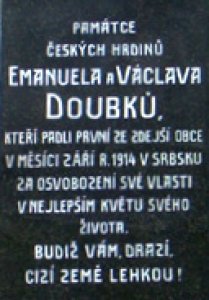 PAMÁTCE
ČESKÝCH HRDINŮ
EMANUELA A VÁCLAVA
DOUBKŮ,
KTEŘÍ PADLI PRVNÍ ZE ZDEJŠÍ OBCE
V MĚSÍCI ZÁŘÍ R. 1914 V SRBSKU
ZA OSVOBOZENÍ SVÉ VLASTI
V NEJLEPŠÍM KVĚTU SVÉHO
ŽIVOTA.
BUDIŽ VÁM, DRAZÍ,
CIZÍ ZEMĚ LEHKOU!